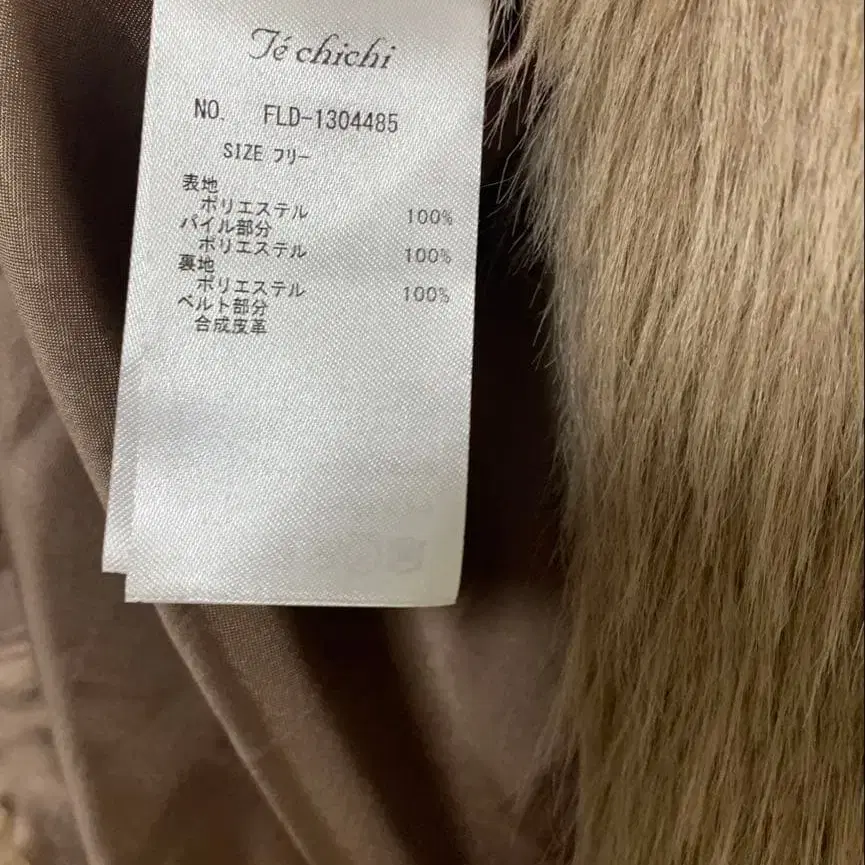 Té chichi
NO. FLD-1304485
SIZE フリー
表地
ポリエステル 100%
パイル部分
ポリエステル 100%
裏地
ポリエステル 100%
ベルト部分
合成皮革